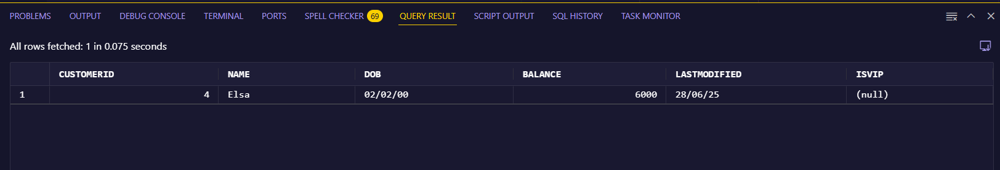 PROBLEMS OUTPUT DEBUG CONSOLE TERMINAL PORTS SPELL CHECKER 69 QUERY RESULT SCRIPT OUTPUT SQL HISTORY TASK MONITOR
All rows fetched: 1 in 0.075 seconds
CUSTOMERID NAME DOB BALANCE LASTMODIFIED ISVIP
1 4 Elsa 02/02/00 6000 28/06/25 (null)